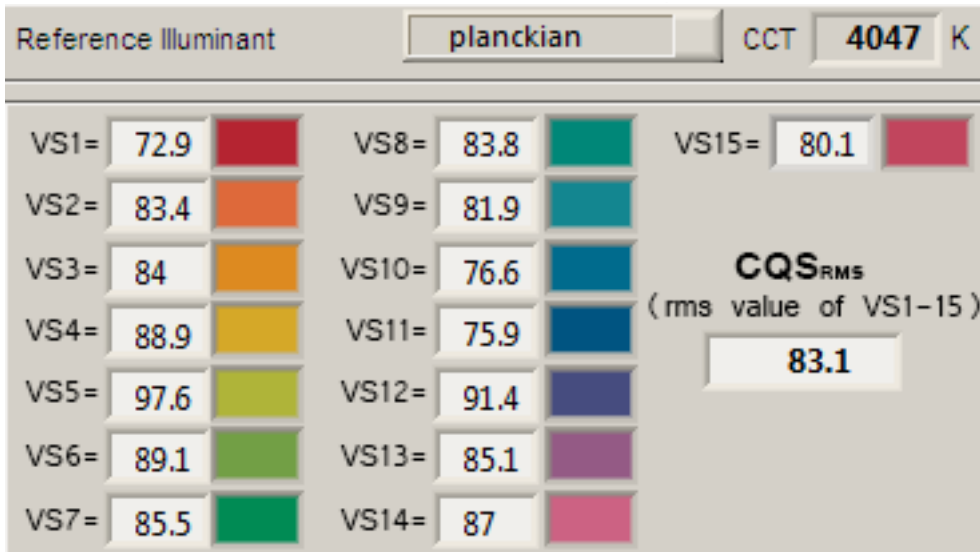 Reference Illuminant planckian CCT 4047 K
VS1= 72.9 VS8= 83.8 VS15= 80.1
VS2= 83.4 VS9= 81.9
VS3= 84 VS10= 76.6 CQSRMS
(rms value of VS1-15)
VS4= 88.9 VS11= 75.9
83.1
VS5= 97.6 VS12= 91.4
VS6= 89.1 VS13= 85.1
VS7= 85.5 VS14= 87